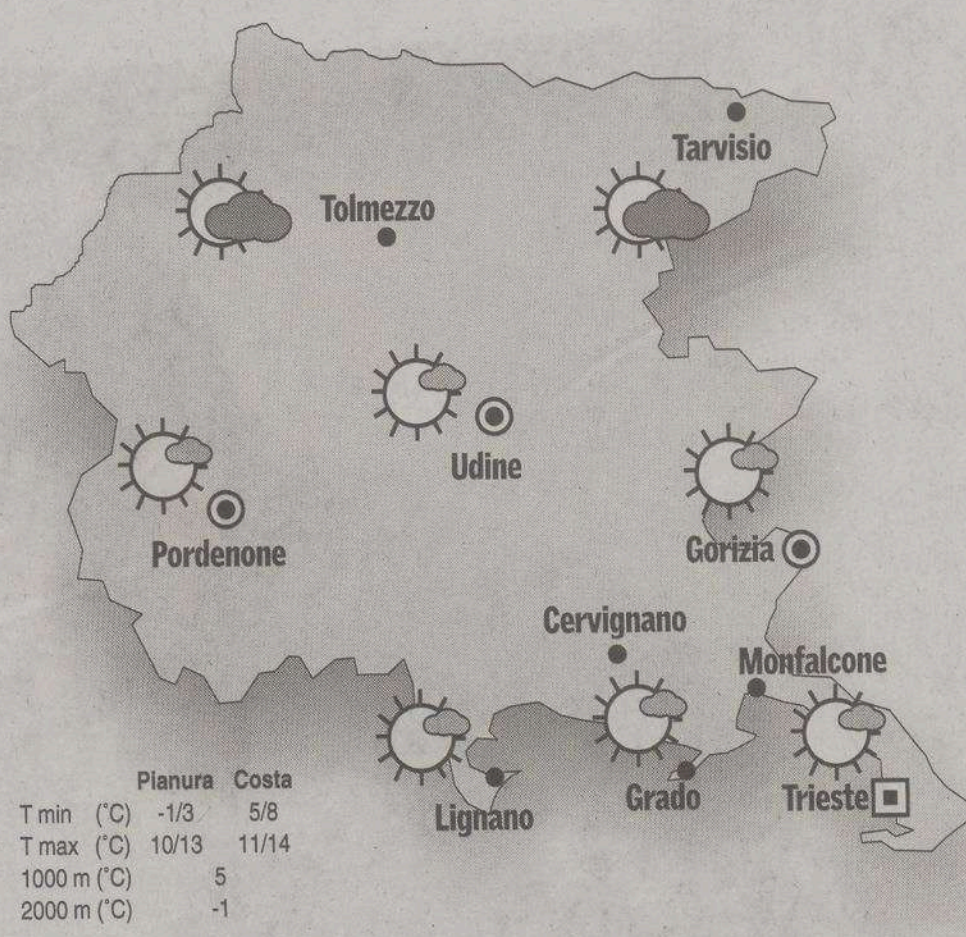 Tarvisio
Tolmezzo
Udine
Pordenone
Gorizia
Cervignano
Monfalcone
Lignano
Grado
Trieste
Pianura Costa
T min (°C) -1/3 5/8
T max (°C) 10/13 11/14
1000 m (°C) 5
2000 m (°C) -1